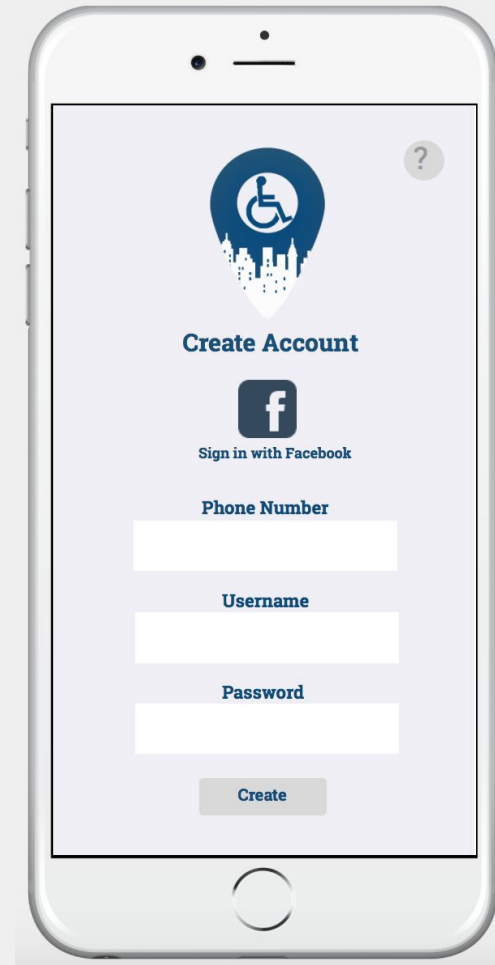 ?
Create Account
f
Sign in with Facebook
Phone Number
Username
Password
Create